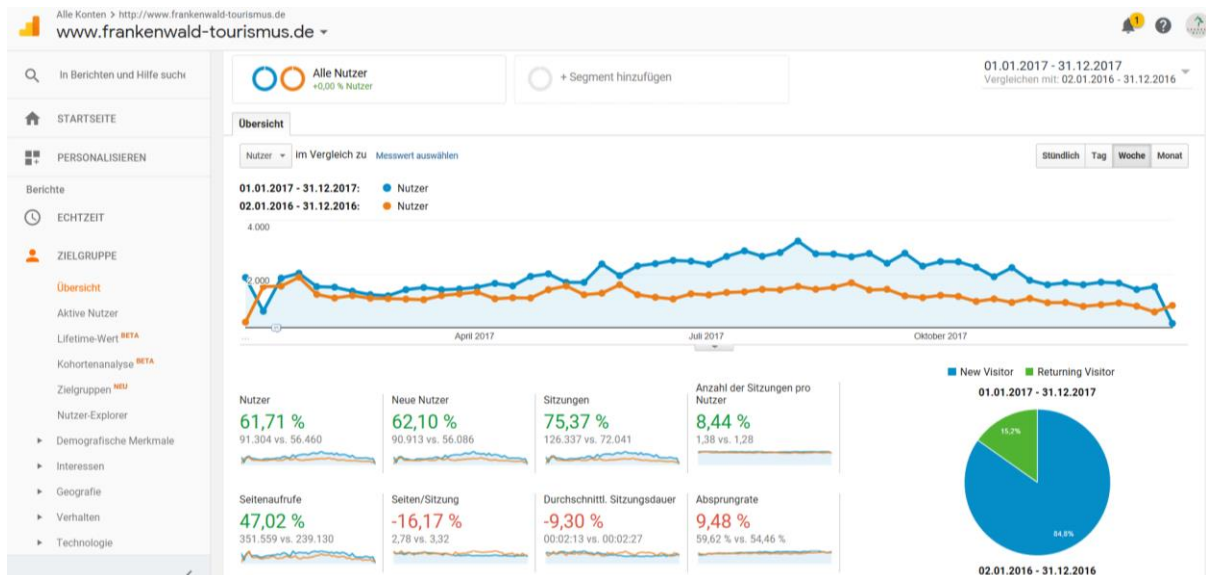 Alle Konten > http://www.frankenwald-tourismus.de
www.frankenwald-tourismus.de
1
In Berichten und Hilfe suche
STARTSEITE
PERSONALISIEREN
Berichte
ECHTZEIT
ZIELGRUPPE
Übersicht
Aktive Nutzer
Lifetime-Wert BETA
Kohortenanalyse BETA
Zielgruppen NEU
Nutzer-Explorer
Demografische Merkmale
Interessen
Geografie
Verhalten
Technologie
Alle Nutzer
+0,00 % Nutzer
+ Segment hinzufügen
01.01.2017 - 31.12.2017
Vergleichen mit: 02.01.2016 - 31.12.2016
Übersicht
Nutzer im Vergleich zu Messwert auswählen
Stündlich Tag Woche Monat
01.01.2017 - 31.12.2017: Nutzer
02.01.2016 - 31.12.2016: Nutzer
4.000
2.000
... April 2017 Juli 2017 Oktober 2017
Nutzer
61,71 %
91.304 vs. 56.460
Neue Nutzer
62,10 %
90.913 vs. 56.086
Sitzungen
75,37 %
126.337 vs. 72.041
Anzahl der Sitzungen pro
Nutzer
8,44 %
1,38 vs. 1,28
Seitenaufrufe
47,02 %
351.559 vs. 239.130
Seiten/Sitzung
-16,17 %
2,78 vs. 3,32
Durchschnittl. Sitzungsdauer
-9,30 %
00:02:13 vs. 00:02:27
Absprungrate
9,48 %
59,62 % vs. 54,46 %
New Visitor Returning Visitor
01.01.2017 - 31.12.2017
15,2%
84,8%
02.01.2016 - 31.12.2016